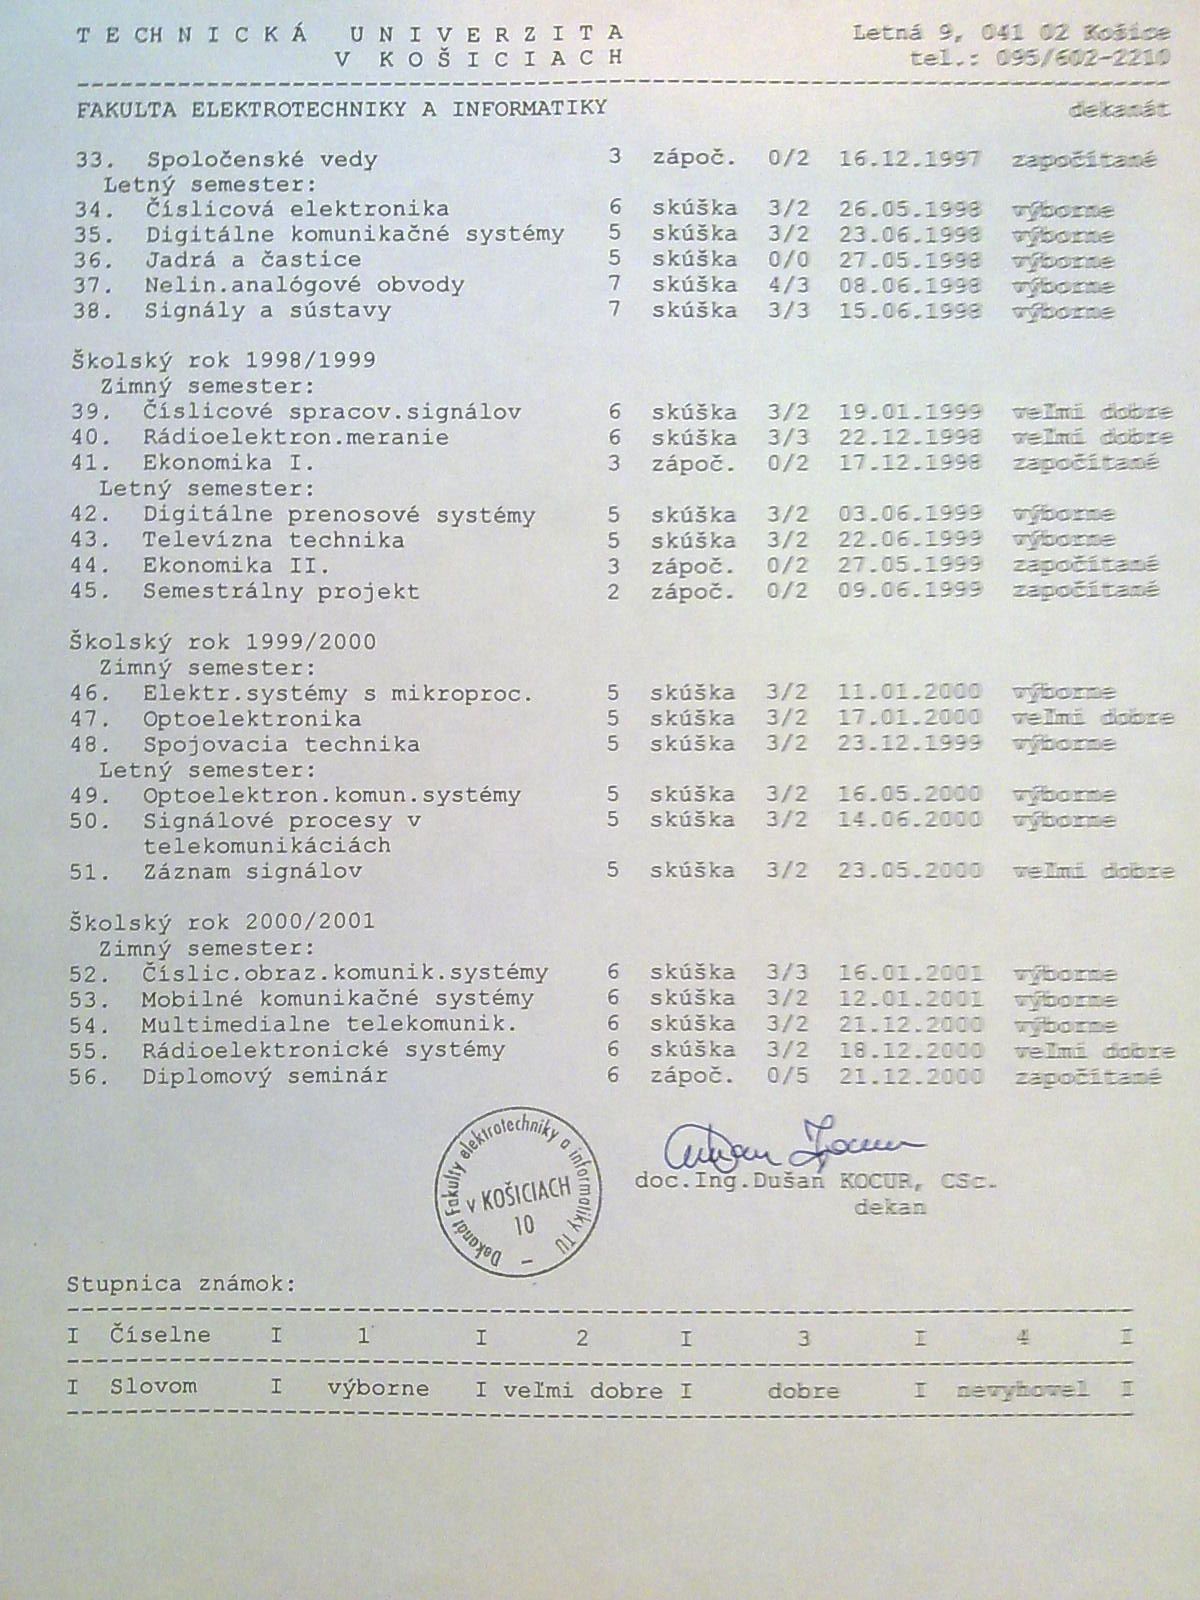 TECHNICKÁ UNIVERZITA Letná 9, 041 02 Košice
V KOŠICIACH tel.: 095/602-2210
FAKULTA ELEKTROTECHNIKY A INFORMATIKY dekanát
33. Spoločenské vedy 3 zápoč. 0/2 16.12.1997 započítané
Letný semester:
34. Číslicová elektronika 6 skúška 3/2 26.05.1998 výborne
35. Digitálne komunikačné systémy 5 skúška 3/2 23.06.1998 výborne
36. Jadrá a častice 5 skúška 0/0 27.05.1998 výborne
37. Nelin.analógové obvody 7 skúška 4/3 08.06.1998 výborne
38. Signály a sústavy 7 skúška 3/3 15.06.1998 výborne
Školský rok 1998/1999
Zimný semester:
39. Číslicové spracov.signálov 6 skúška 3/2 19.01.1999 veľmi dobre
40. Rádioelektron.meranie 6 skúška 3/3 22.12.1998 veľmi dobre
41. Ekonomika I. 3 zápoč. 0/2 17.12.1998 započítané
Letný semester:
42. Digitálne prenosové systémy 5 skúška 3/2 03.06.1999 výborne
43. Televízna technika 5 skúška 3/2 22.06.1999 výborne
44. Ekonomika II. 3 zápoč. 0/2 27.05.1999 započítané
45. Semestrálny projekt 2 zápoč. 0/2 09.06.1999 započítané
Školský rok 1999/2000
Zimný semester:
46. Elektr.systémy s mikroproc. 5 skúška 3/2 11.01.2000 výborne
47. Optoelektronika 5 skúška 3/2 17.01.2000 veľmi dobre
48. Spojovacia technika 5 skúška 3/2 23.12.1999 výborne
Letný semester:
49. Optoelektron.komun.systémy 5 skúška 3/2 16.05.2000 výborne
50. Signálové procesy v 5 skúška 3/2 14.06.2000 výborne
telekomunikáciách
51. Záznam signálov 5 skúška 3/2 23.05.2000 veľmi dobre
Školský rok 2000/2001
Zimný semester:
52. Číslic.obraz.komunik.systémy 6 skúška 3/3 16.01.2001 výborne
53. Mobilné komunikačné systémy 6 skúška 3/2 12.01.2001 výborne
54. Multimedialne telekomunik. 6 skúška 3/2 21.12.2000 výborne
55. Rádioelektronické systémy 6 skúška 3/2 18.12.2000 veľmi dobre
56. Diplomový seminár 6 zápoč. 0/5 21.12.2000 započítané
Dekanát Fakulty elektrotechniky a informatiky TU
v KOŠICIACH
10
doc.Ing.Dušan KOCUR, CSc.
dekan
Stupnica známok:
I Číselne I 1 I 2 I 3 I 4 I
I Slovom I výborne I veľmi dobre I dobre I nevyhovel I